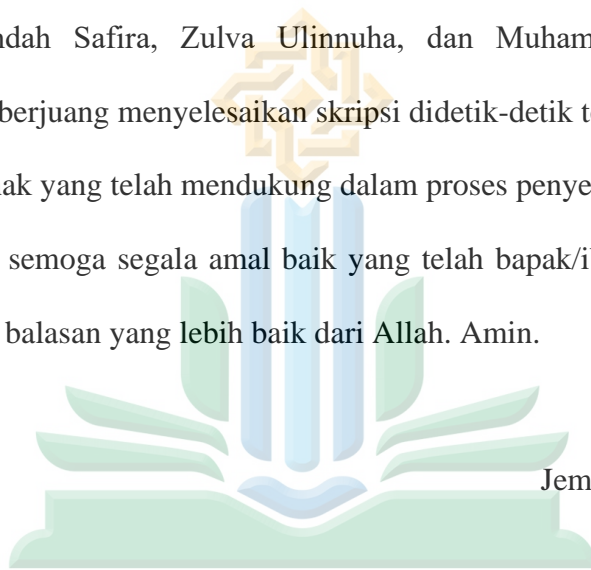 ndah Safira, Zulva Ulinnuha, dan Muham
berjuang menyelesaikan skripsi didetik-detik t
ak yang telah mendukung dalam proses penye
semoga segala amal baik yang telah bapak/i
balasan yang lebih baik dari Allah. Amin.
Jem